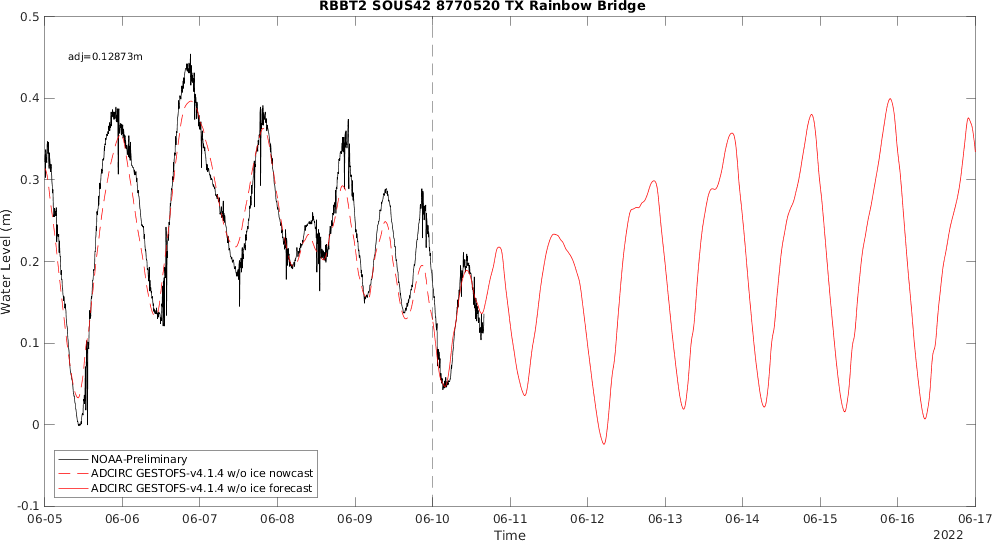 RBBT2 SOUS42 8770520 TX Rainbow Bridge
adj=0.12873m
0.5
0.4
0.3
0.2
0.1
0
-0.1
Water Level (m)
NOAA-Preliminary
ADCIRC GESTOFS-v4.1.4 w/o ice nowcast
ADCIRC GESTOFS-v4.1.4 w/o ice forecast
06-05 06-06 06-07 06-08 06-09 06-10 06-11 06-12 06-13 06-14 06-15 06-16 06-17
Time
2022